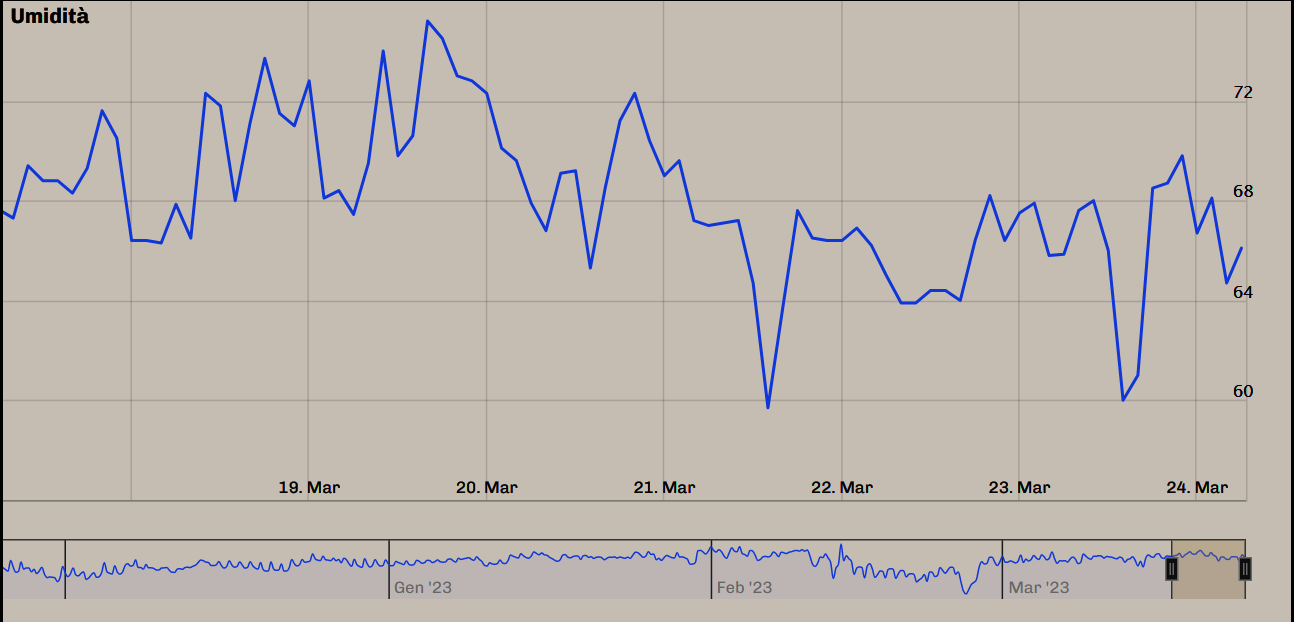 Umidità
72
68
64
60
19. Mar 20. Mar 21. Mar 22. Mar 23. Mar 24. Mar
Gen '23 Feb '23 Mar '23